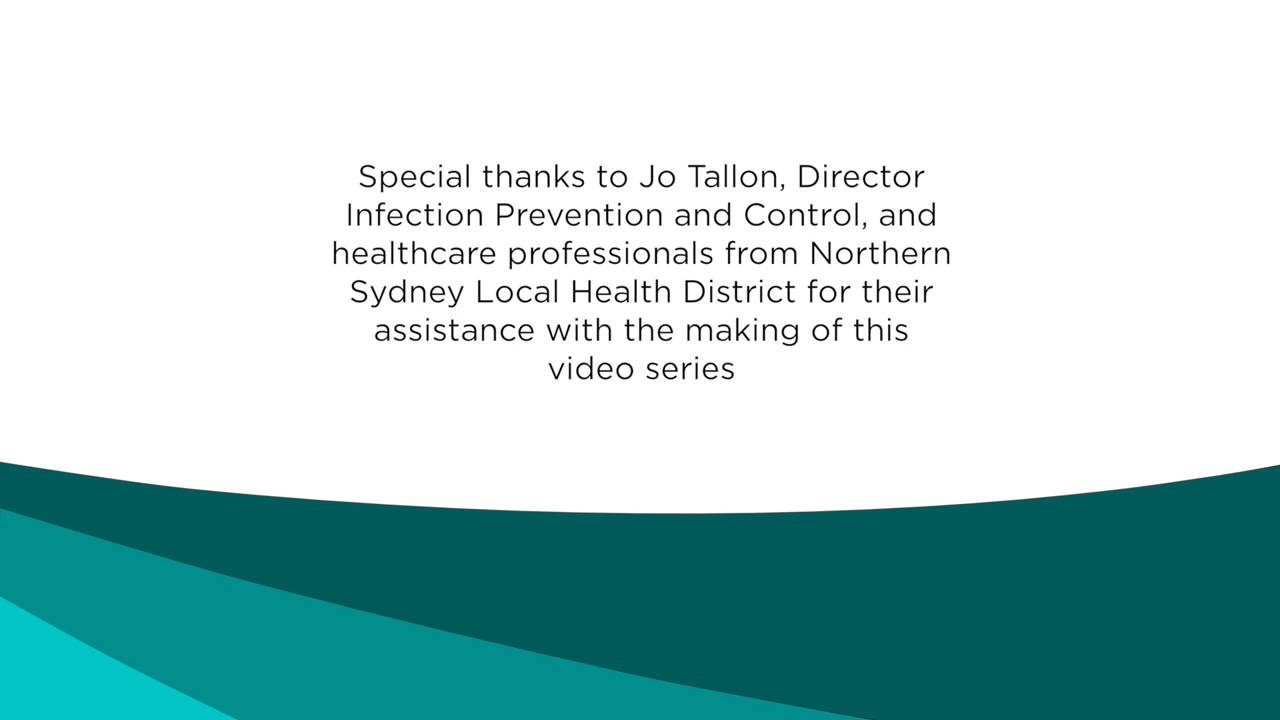 Special thanks to Jo Tallon, Director
Infection Prevention and Control, and
healthcare professionals from Northern
Sydney Local Health District for their
assistance with the making of this
video series